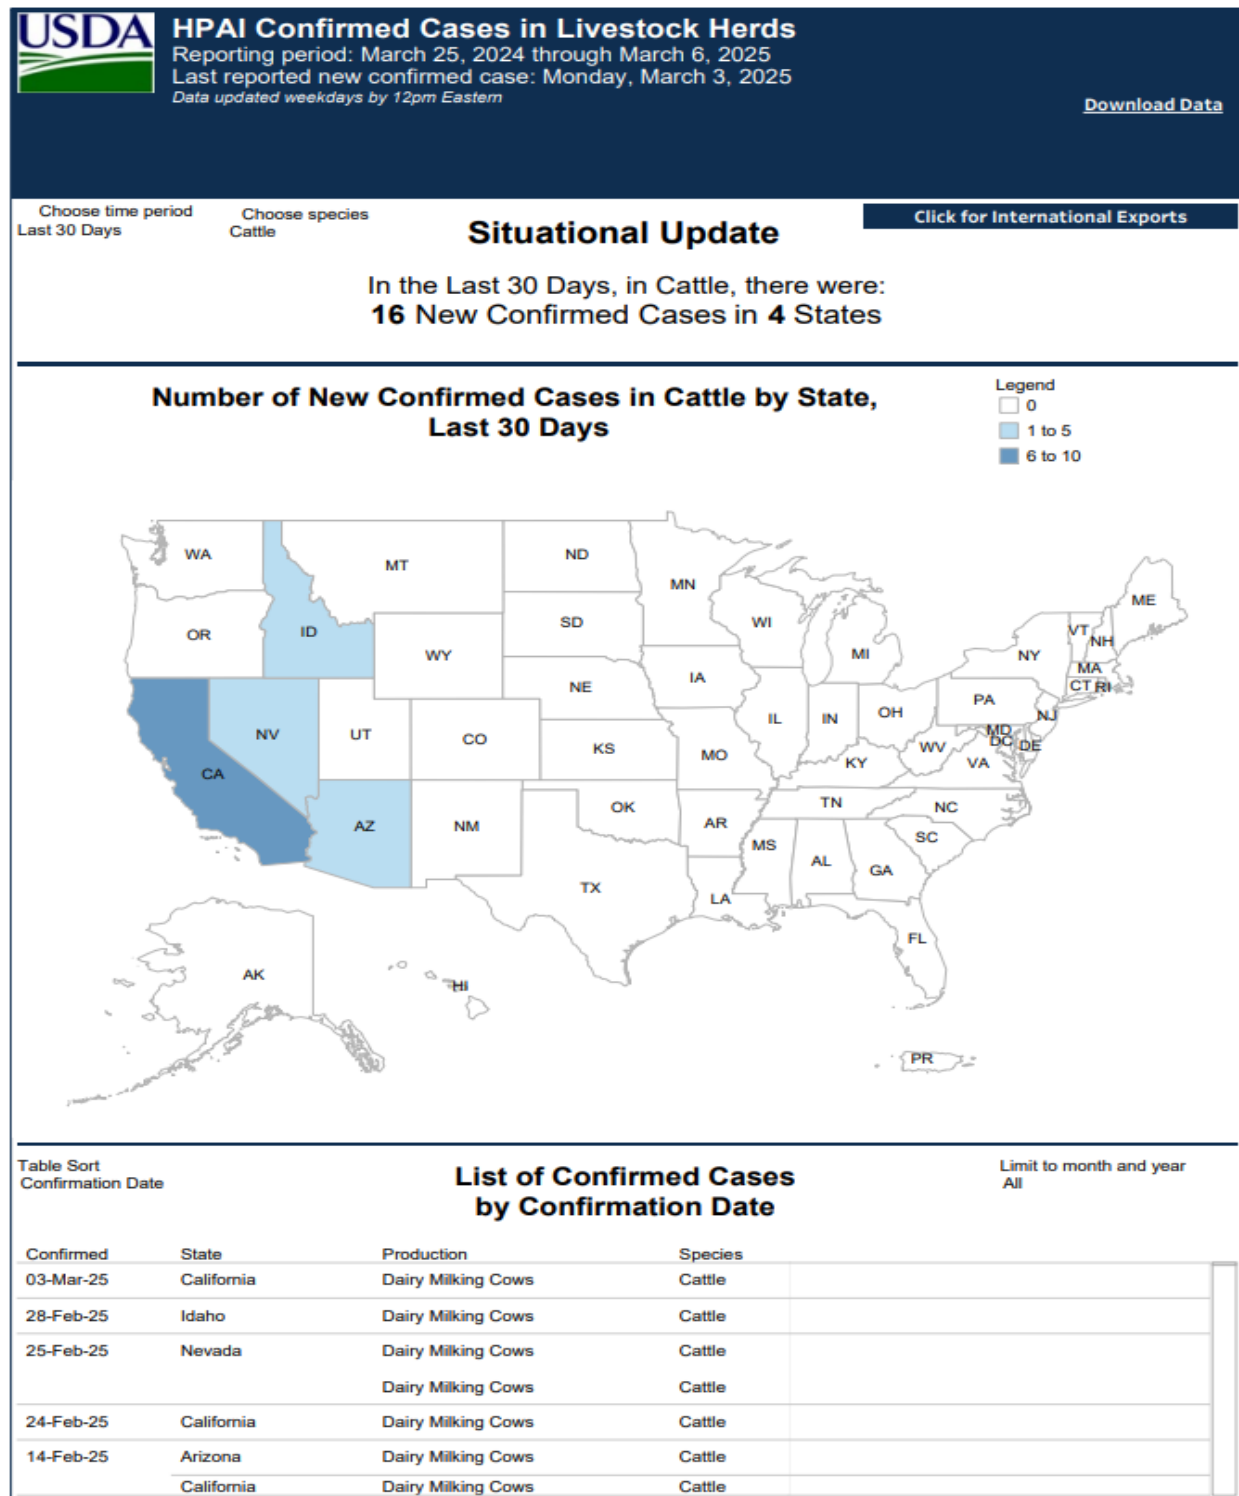 USDA
HPAI Confirmed Cases in Livestock Herds
Reporting period: March 25, 2024 through March 6, 2025
Last reported new confirmed case: Monday, March 3, 2025
Data updated weekdays by 12pm Eastern
Download Data
Choose time period
Last 30 Days
Choose species
Cattle
Situational Update
Click for International Exports
In the Last 30 Days, in Cattle, there were:
16 New Confirmed Cases in 4 States
Number of New Confirmed Cases in Cattle by State,
Last 30 Days
Legend
0
1 to 5
6 to 10
WA
MT
ND
MN
ME
OR
ID
SD
WI
VT
NH
WY
MI
NY
MA
IA
CT RI
NE
PA
NV
UT
CO
IL
IN
OH
NJ
MD
DC
DE
KS
MO
WV
KY
VA
CA
AZ
NM
OK
AR
TN
NC
SC
MS
AL
GA
TX
LA
FL
AK
HI
PR
Table Sort
Confirmation Date
List of Confirmed Cases
by Confirmation Date
Limit to month and year
All
Confirmed State Production Species
03-Mar-25 California Dairy Milking Cows Cattle
28-Feb-25 Idaho Dairy Milking Cows Cattle
25-Feb-25 Nevada Dairy Milking Cows Cattle
Dairy Milking Cows Cattle
24-Feb-25 California Dairy Milking Cows Cattle
14-Feb-25 Arizona Dairy Milking Cows Cattle
California Dairy Milking Cows Cattle